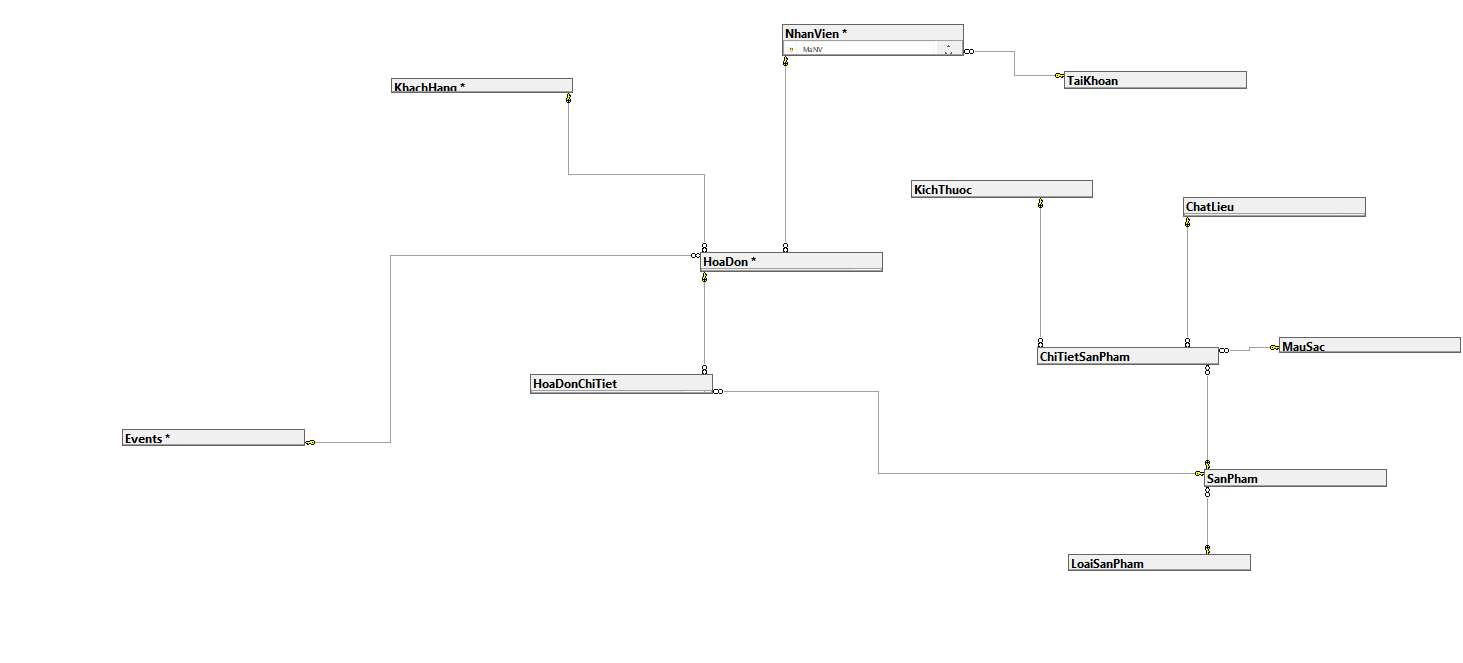 NhanVien *
MaNV
KhachHang *
TaiKhoan
KichThuoc
ChatLieu
HoaDon *
MauSac
ChiTietSanPham
HoaDonChiTiet
Events *
SanPham
LoaiSanPham